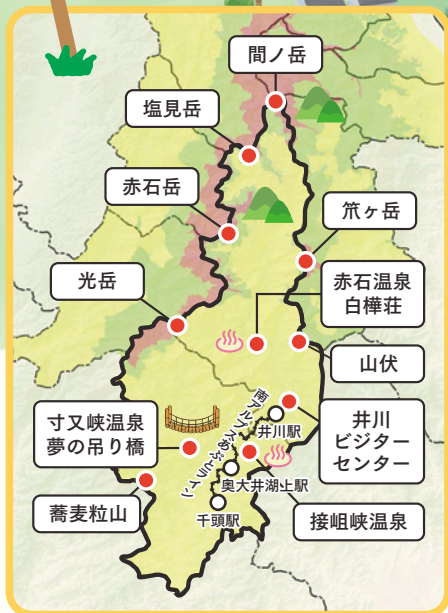 間ノ岳
塩見岳
赤石岳
笊ヶ岳
光岳
赤石温泉
白樺荘
山伏
寸又峡温泉
夢の吊り橋
南アルプスあぷとライン
井川駅
井川
ビジター
センター
奥大井湖上駅
蕎麦粒山
千頭駅
接岨峡温泉